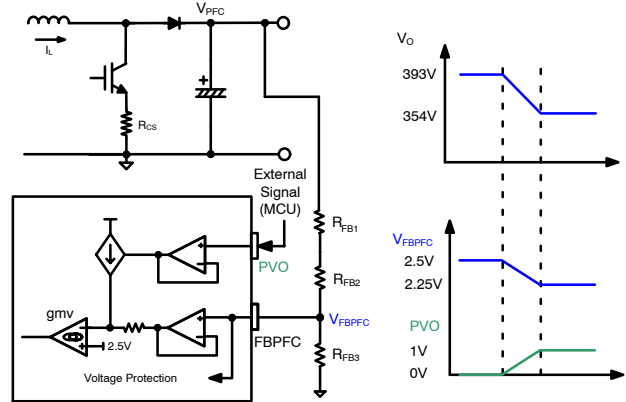 V_PFC
I_L
R_CS
+
External
Signal
(MCU)
PVO
R_FB1
R_FB2
V_FBPFC
R_FB3
FBPFC
gmv
2.5V
Voltage Protection
V_O
393V
354V
V_FBPFC
2.5V
2.25V
PVO
1V
0V